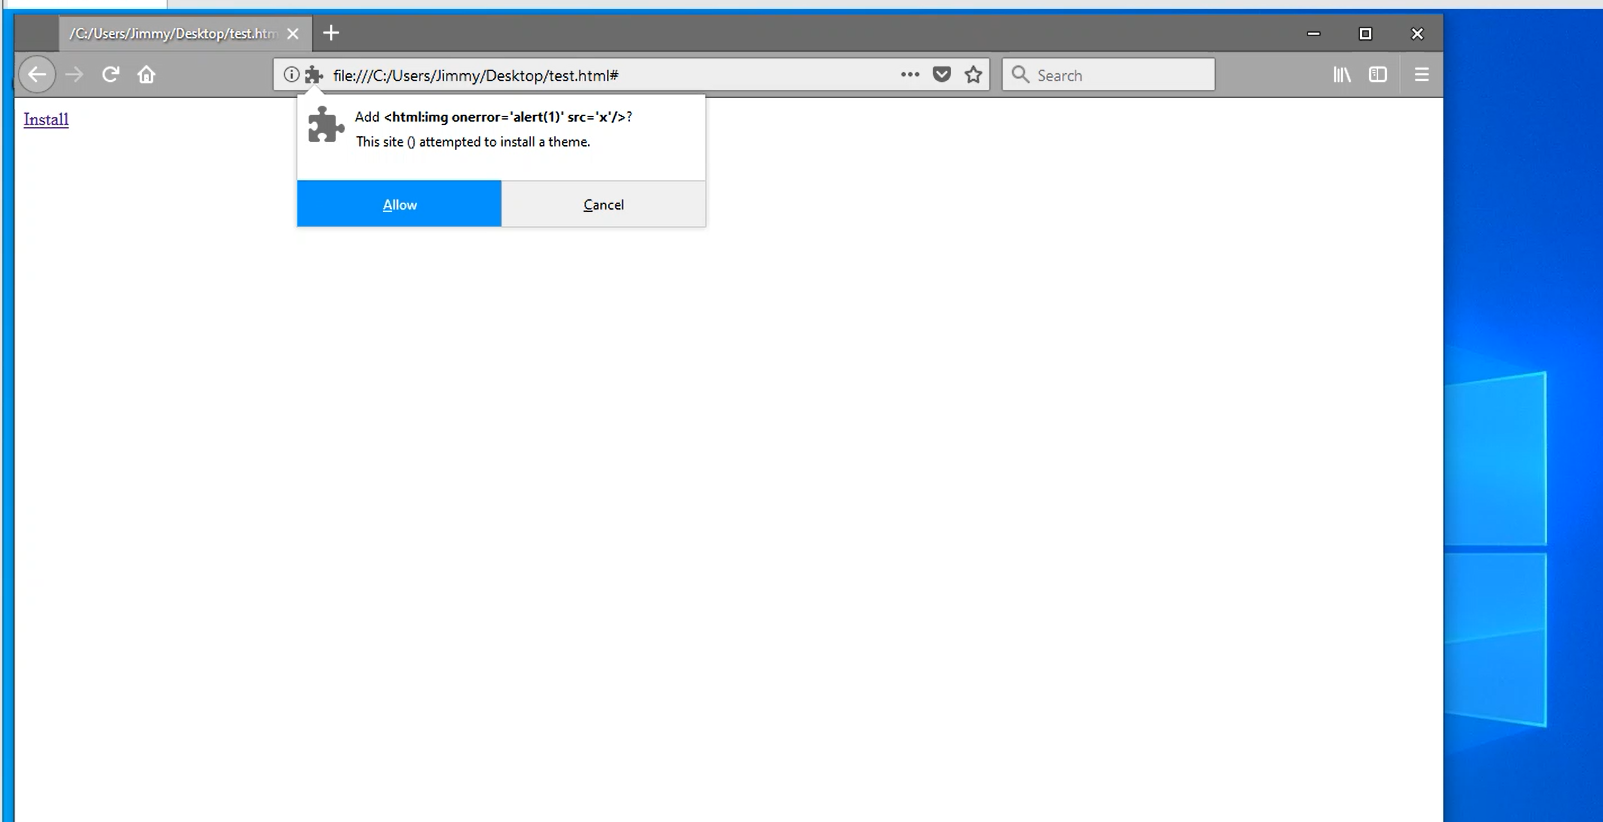 /C:/Users/Jimmy/Desktop/test.htm
file:///C:/Users/Jimmy/Desktop/test.html#
Search
Install
Add <html:img onerror='alert(1)' src='x'/>?
This site () attempted to install a theme.
Allow
Cancel